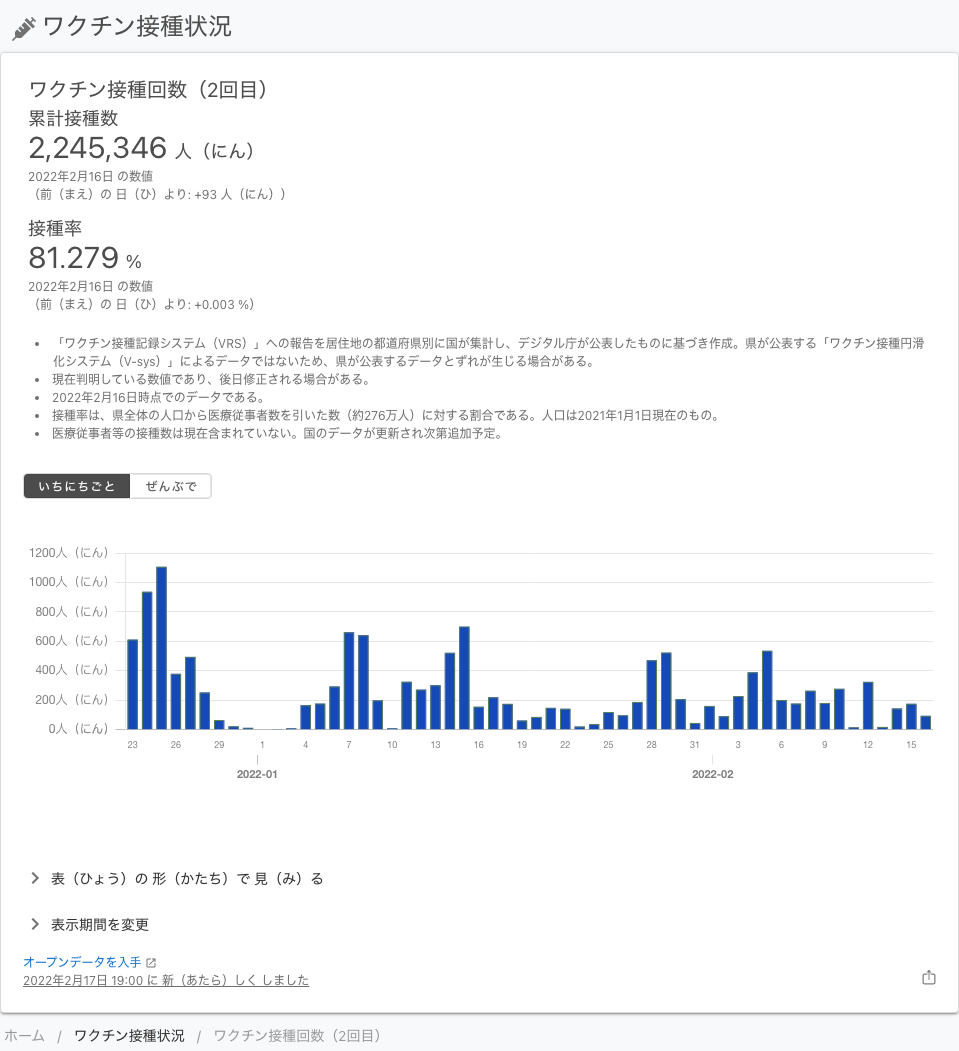 ワクチン接種状況
ワクチン接種回数（2回目）
累計接種数
2,245,346 人（にん）
2022年2月16日 の数値
（前（まえ）の 日（ひ）より: +93 人（にん））
接種率
81.279 %
2022年2月16日 の数値
（前（まえ）の 日（ひ）より: +0.003 %）
• 「ワクチン接種記録システム（VRS）」への報告を居住地の都道府県別に国が集計し、デジタル庁が公表したものに基づき作成。県が公表する「ワクチン接種円滑
化システム（V-sys）」によるデータではないため、県が公表するデータとずれが生じる場合がある。
• 現在判明している数値であり、後日修正される場合がある。
• 2022年2月16日時点でのデータである。
• 接種率は、県全体の人口から医療従事者数を引いた数（約276万人）に対する割合である。人口は2021年1月1日現在のもの。
• 医療従事者等の接種数は現在含まれていない。国のデータが更新され次第追加予定。
いちにちごと ぜんぶで
1200人（にん）
1000人（にん）
800人（にん）
600人（にん）
400人（にん）
200人（にん）
0人（にん）
23 26 29 1 4 7 10 13 16 19 22 25 28 31 3 6 9 12 15
2022-01 2022-02
表（ひょう）の 形（かたち）で 見（み）る
表示期間を変更
オープンデータを入手
2022年2月17日 19:00 に 新（あたら）しく しました
ホーム / ワクチン接種状況 / ワクチン接種回数（2回目）